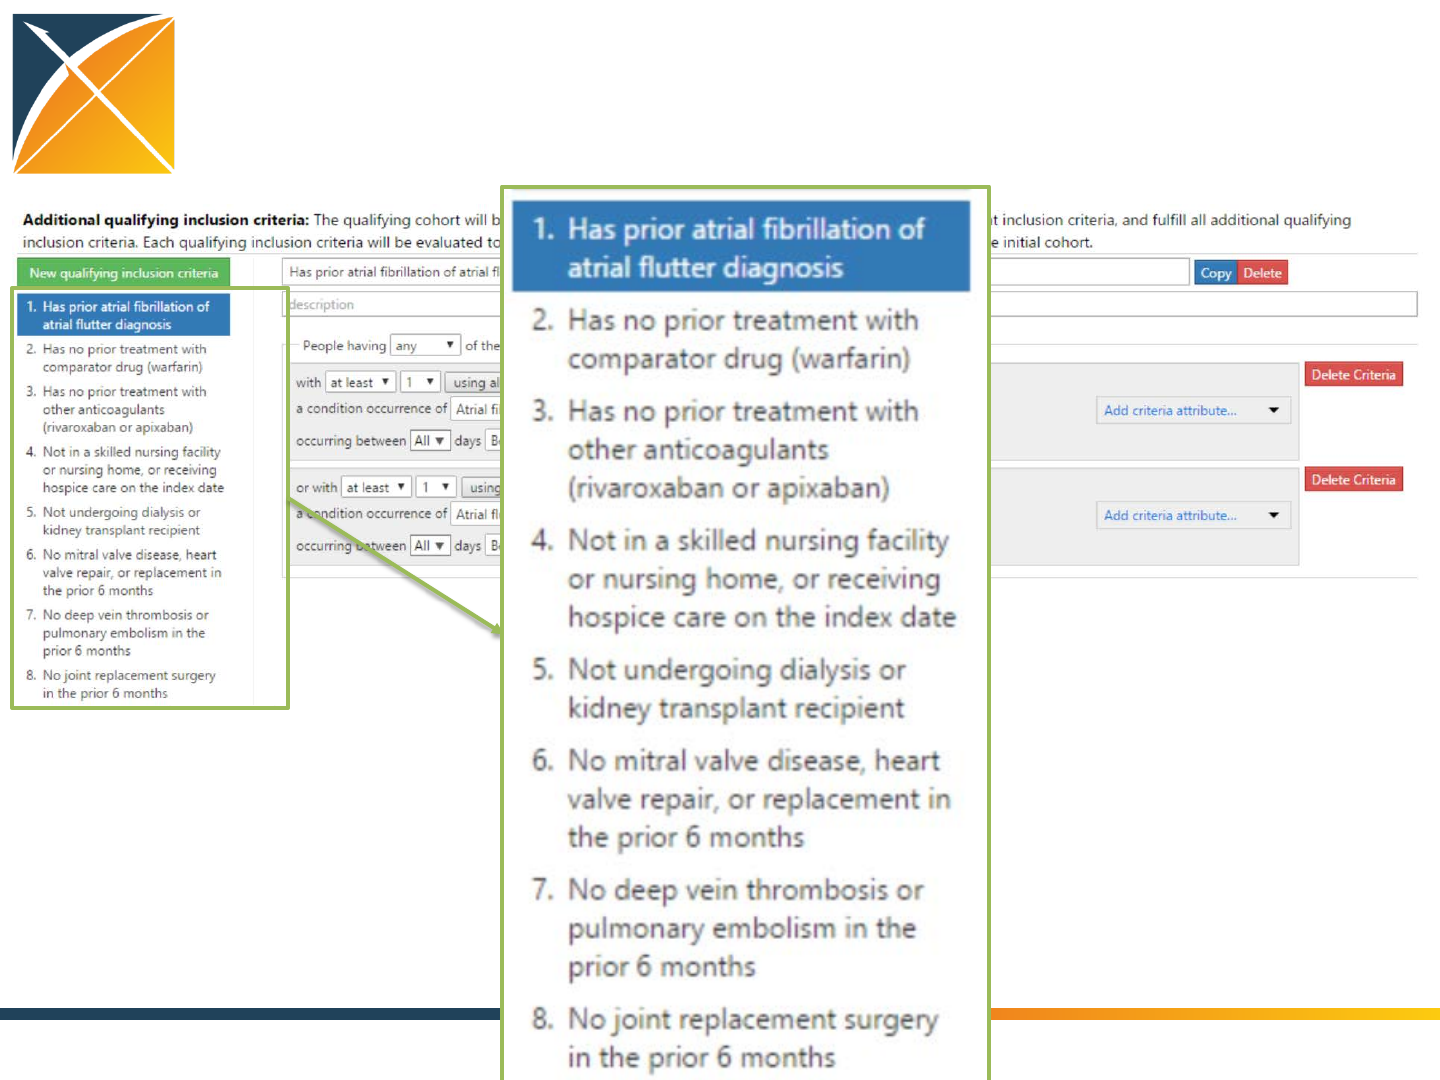 Additional qualifying inclusion criteria: The qualifying cohort will b
t inclusion criteria, and fulfill all additional qualifying
inclusion criteria. Each qualifying inclusion criteria will be evaluated to
e initial cohort.
New qualifying inclusion criteria
1. Has prior atrial fibrillation of
atrial flutter diagnosis
2. Has no prior treatment with
comparator drug (warfarin)
3. Has no prior treatment with
other anticoagulants
(rivaroxaban or apixaban)
4. Not in a skilled nursing facility
or nursing home, or receiving
hospice care on the index date
5. Not undergoing dialysis or
kidney transplant recipient
6. No mitral valve disease, heart
valve repair, or replacement in
the prior 6 months
7. No deep vein thrombosis or
pulmonary embolism in the
prior 6 months
8. No joint replacement surgery
in the prior 6 months
Has prior atrial fibrillation of atrial fl
Copy Delete
description
People having any of the
with at least 1 using al
Delete Criteria
a condition occurrence of Atrial fi
Add criteria attribute...
occurring between All days B
or with at least 1 using
Delete Criteria
a condition occurrence of Atrial fl
Add criteria attribute...
occurring between All days B
1. Has prior atrial fibrillation of
atrial flutter diagnosis
2. Has no prior treatment with
comparator drug (warfarin)
3. Has no prior treatment with
other anticoagulants
(rivaroxaban or apixaban)
4. Not in a skilled nursing facility
or nursing home, or receiving
hospice care on the index date
5. Not undergoing dialysis or
kidney transplant recipient
6. No mitral valve disease, heart
valve repair, or replacement in
the prior 6 months
7. No deep vein thrombosis or
pulmonary embolism in the
prior 6 months
8. No joint replacement surgery
in the prior 6 months